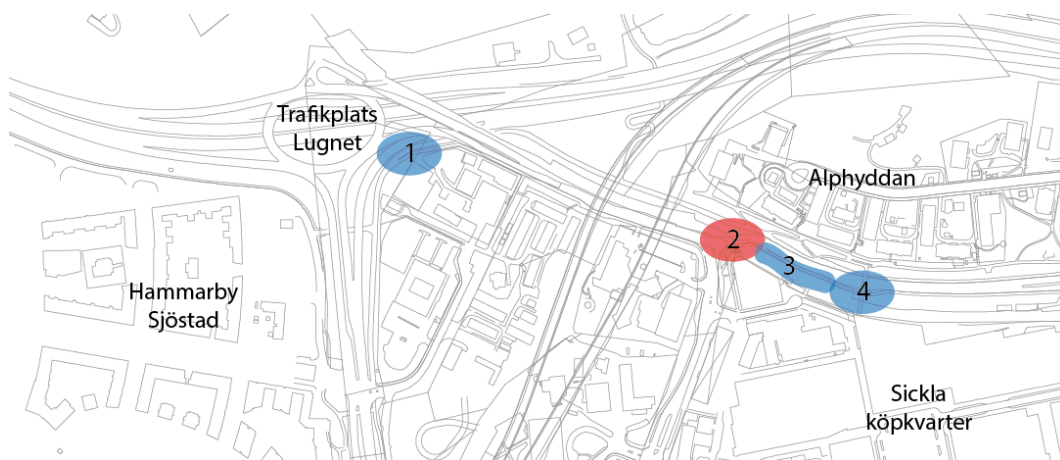 Trafikplats
Lugnet
1
Alphyddan
2
3
4
Hammarby
Sjöstad
Sickla
köpkvarter